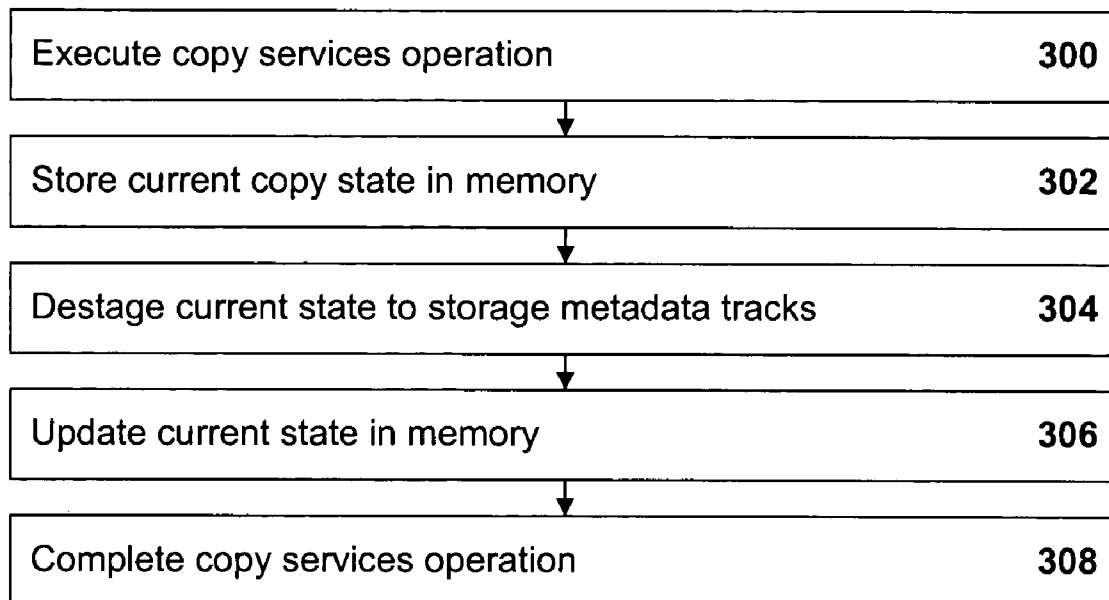 Execute copy services operation 300
Store current copy state in memory 302
Destage current state to storage metadata tracks 304
Update current state in memory 306
Complete copy services operation 308